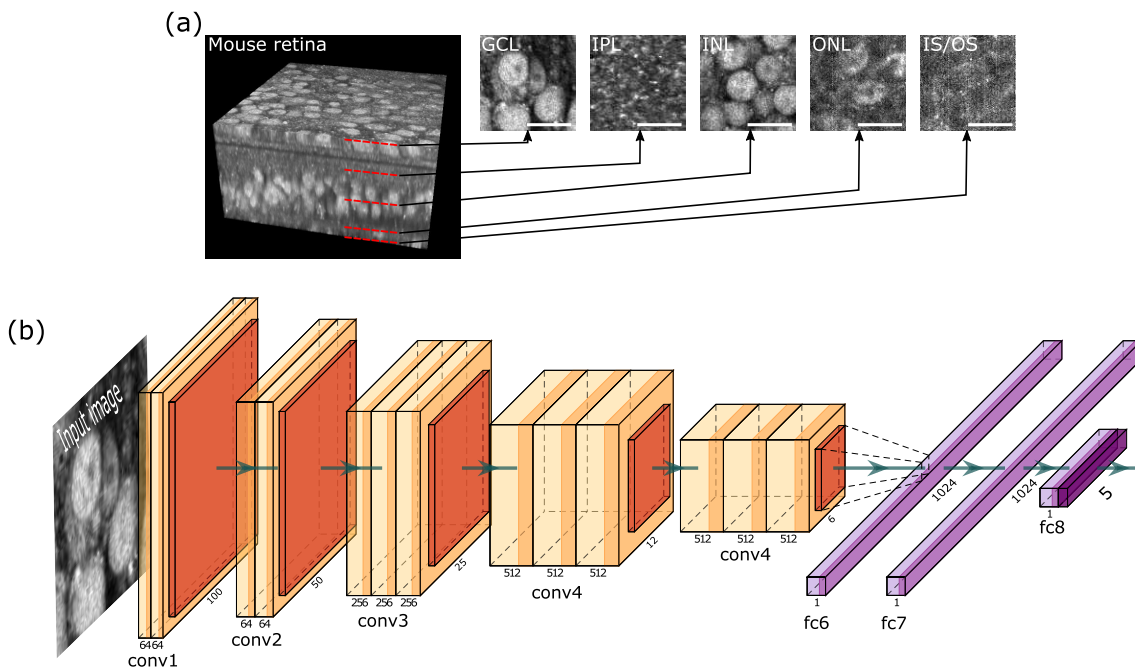 (a)
Mouse retina
GCL
IPL
INL
ONL
IS/OS
(b)
Input image
64 64
100
conv1
64 64
50
conv2
256 256 256
25
conv3
512 512 512
12
conv4
512 512 512
6
conv4
1
1024
fc6
1
1024
fc7
1
5
fc8